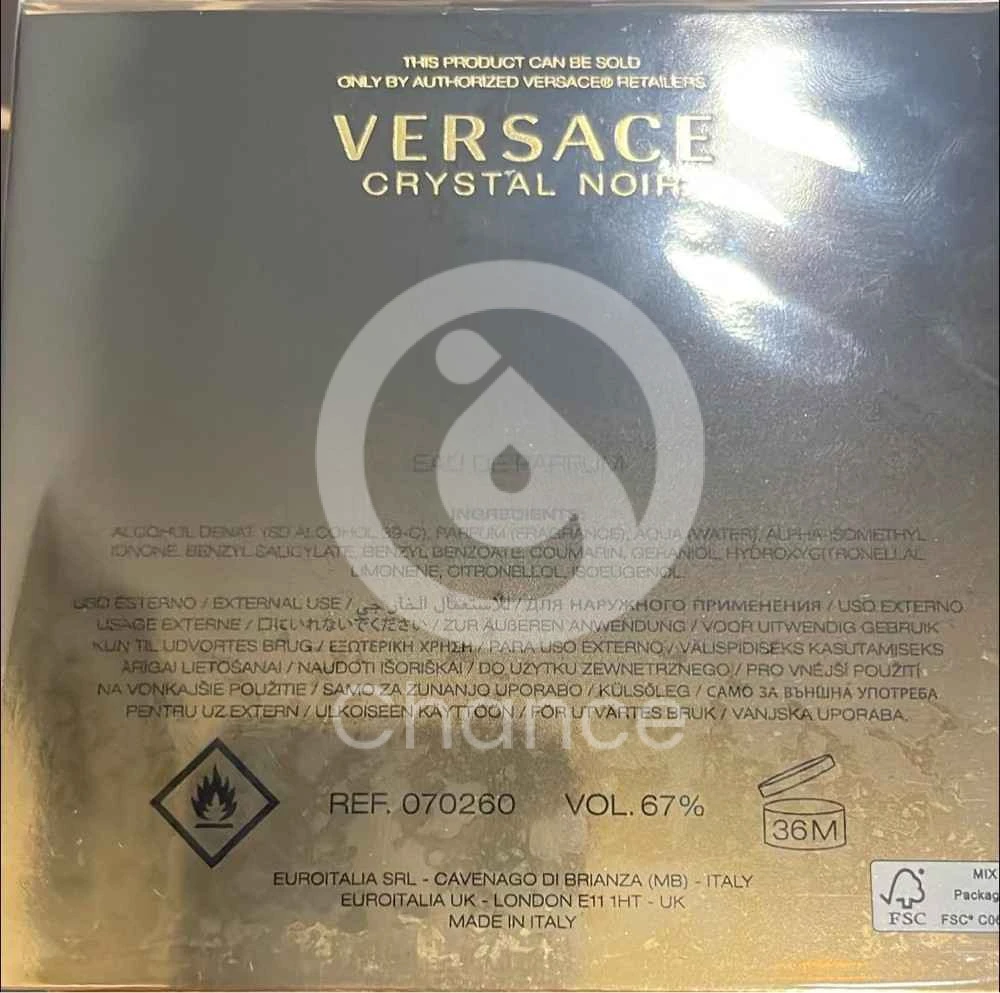 THIS PRODUCT CAN BE SOLD
ONLY BY AUTHORIZED VERSACE® RETAILERS
VERSACE
CRYSTAL NOIR
EAU DE PARFUM
INGREDIENTS:
ALCOHOL DENAT. (SD ALCOHOL 39-C), PARFUM (FRAGRANCE), AQUA (WATER), ALPHA-ISOMETHYL
IONONE, BENZYL SALICYLATE, BENZYL BENZOATE, COUMARIN, GERANIOL, HYDROXYCITRONELLAL,
LIMONENE, CITRONELLOL, ISOEUGENOL.
USO ESTERNO / EXTERNAL USE / للاستعمال الخارجي / ДЛЯ НАРУЖНОГО ПРИМЕНЕНИЯ / USO EXTERNO
USAGE EXTERNE / 口にいれないでください / ZUR ÄUßEREN ANWENDUNG / VOOR UITWENDIG GEBRUIK
KUN TIL UDVORTES BRUG / ΕΞΩΤΕΡΙΚΗ ΧΡΗΣΗ / PARA USO EXTERNO / VÄLISPIDISEKS KASUTAMISEKS
ĀRĪGAI LIETOŠANAI / NAUDOTI IŠORIŠKAI / DO UŻYTKU ZEWNĘTRZNEGO / PRO VNĚJŠÍ POUŽITÍ
NA VONKAJŠIE POUŽITIE / SAMO ZA ZUNANJO UPORABO / KÜLSŐLEG / САМО ЗА ВЪНШНА УПОТРЕБА
PENTRU UZ EXTERN / ULKOISEEN KÄYTTÖÖN / FÖR UTVÄRTES BRUK / VANJSKA UPORABA.
Chance
REF. 070260 VOL. 67%
36M
EUROITALIA SRL - CAVENAGO DI BRIANZA (MB) - ITALY
EUROITALIA UK - LONDON E11 1HT - UK
MADE IN ITALY
MIX
Packag
FSC FSC® C06